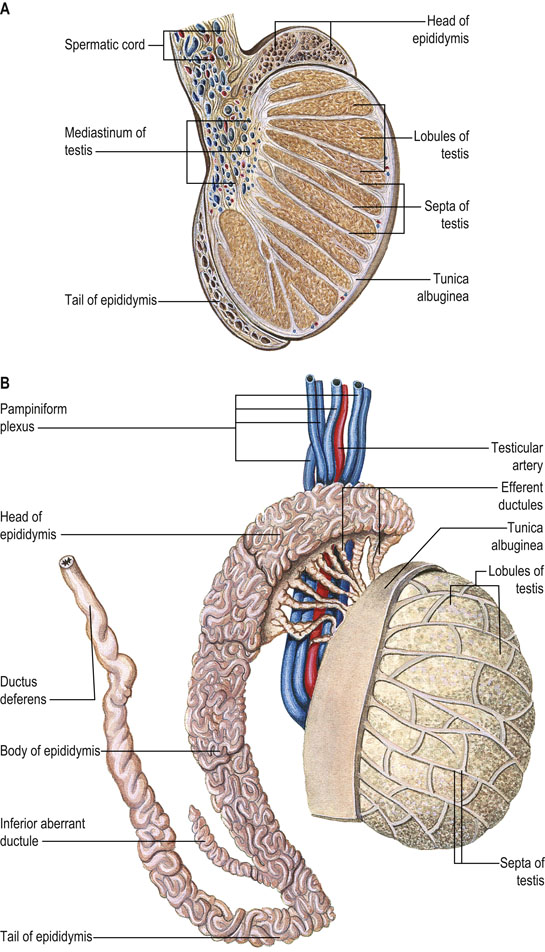 A
Spermatic cord
Head of
epididymis
Mediastinum of
testis
Lobules of
testis
Septa of
testis
Tail of epididymis
Tunica
albuginea
B
Pampiniform
plexus
Testicular
artery
Efferent
ductules
Head of
epididymis
Tunica
albuginea
Lobules of
testis
Ductus
deferens
Body of epididymis
Inferior aberrant
ductule
Septa of
testis
Tail of epididymis